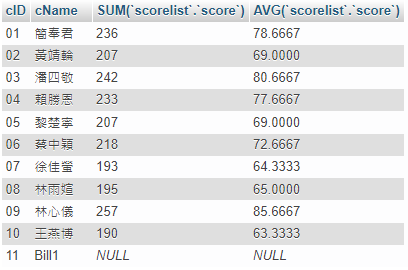 cID cName SUM(`scorelist`.`score`) AVG(`scorelist`.`score`)
01 簡奉君 236 78.6667
02 黃靖輪 207 69.0000
03 潘四敬 242 80.6667
04 賴勝恩 233 77.6667
05 黎楚寧 207 69.0000
06 蔡中穎 218 72.6667
07 徐佳螢 193 64.3333
08 林雨媗 195 65.0000
09 林心儀 257 85.6667
10 王燕博 190 63.3333
11 Bill1 NULL NULL